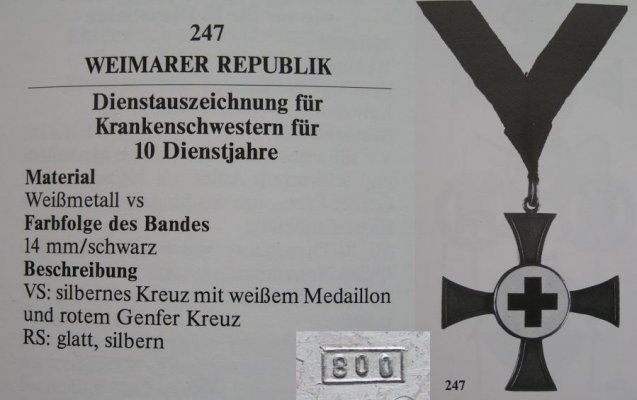 247
WEIMARER REPUBLIK
Dienstauszeichnung für
Krankenschwestern für
10 Dienstjahre
Material
Weißmetall vs
Farbfolge des Bandes
14 mm/schwarz
Beschreibung
VS: silbernes Kreuz mit weißem Medaillon
und rotem Genfer Kreuz
RS: glatt, silbern
800
247